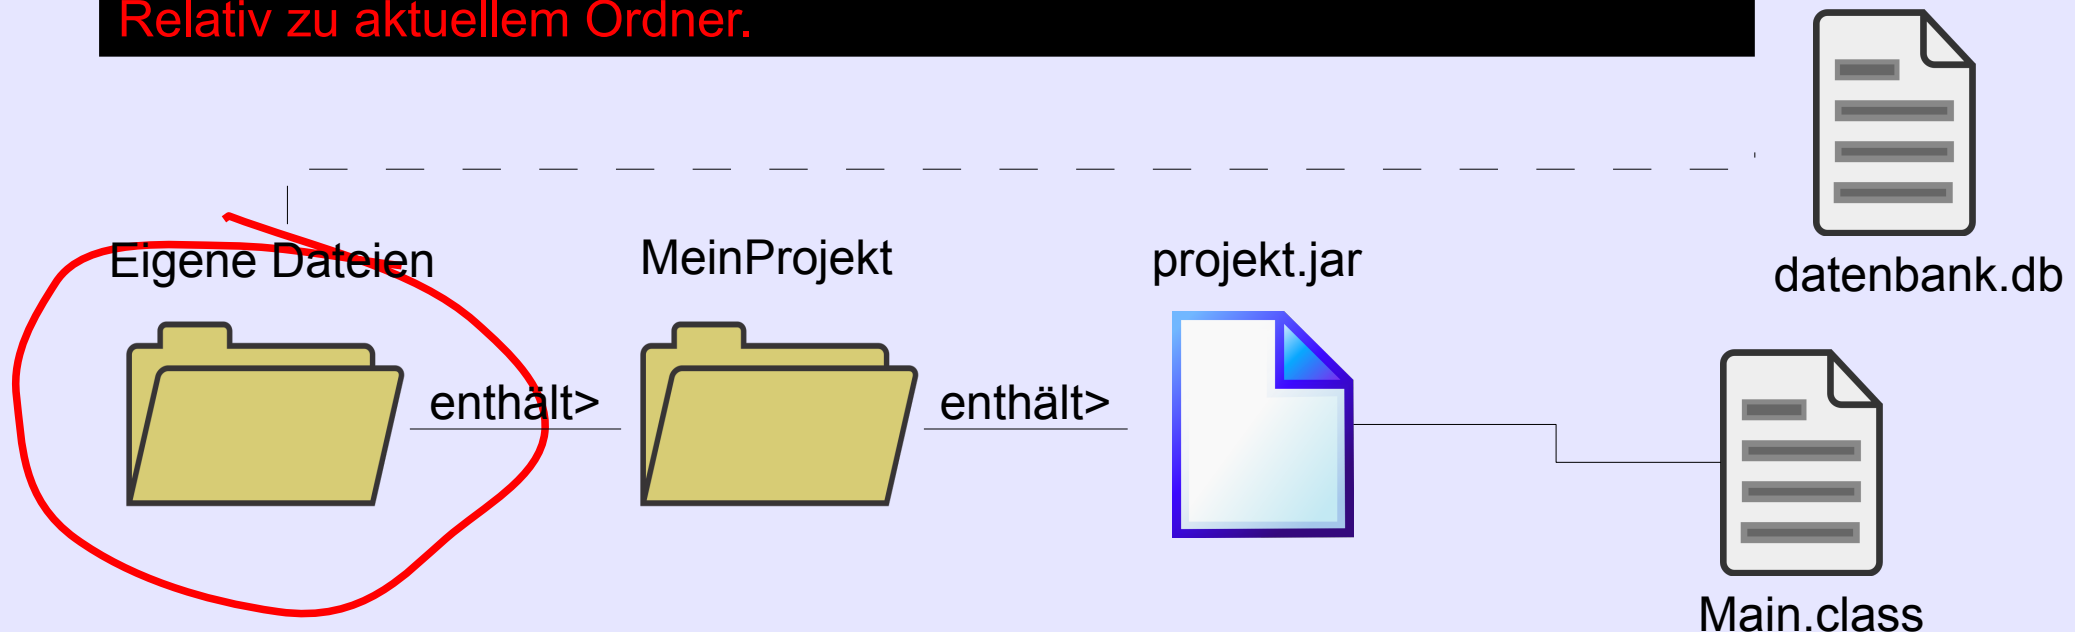 Relativ zu aktuellem Ordner.
Eigene Dateien
MeinProjekt
projekt.jar
datenbank.db
enthält>
enthält>
Main.class